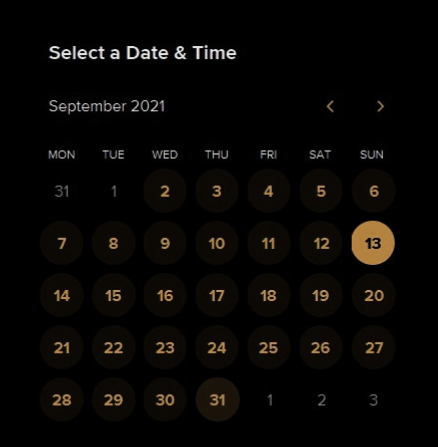 Select a Date & Time
September 2021
MON TUE WED THU FRI SAT SUN
31 1 2 3 4 5 6
7 8 9 10 11 12 13
14 15 16 17 18 19 20
21 22 23 24 25 26 27
28 29 30 31 1 2 3